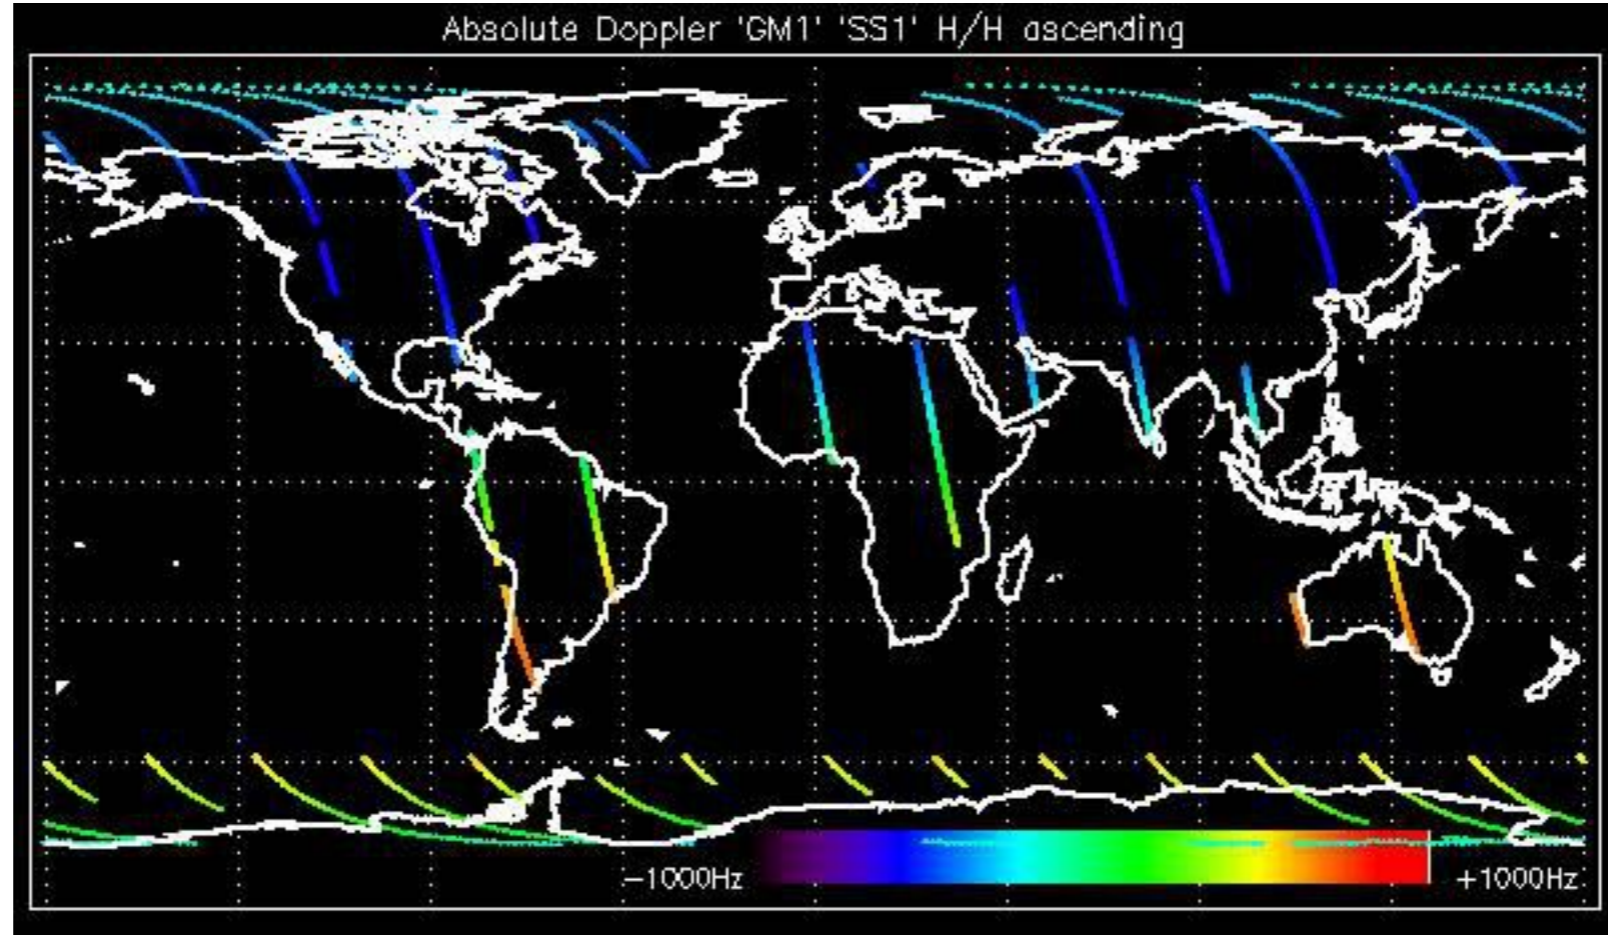 Absolute Doppler 'GM1' 'SS1' H/H ascending
-1000Hz +1000Hz